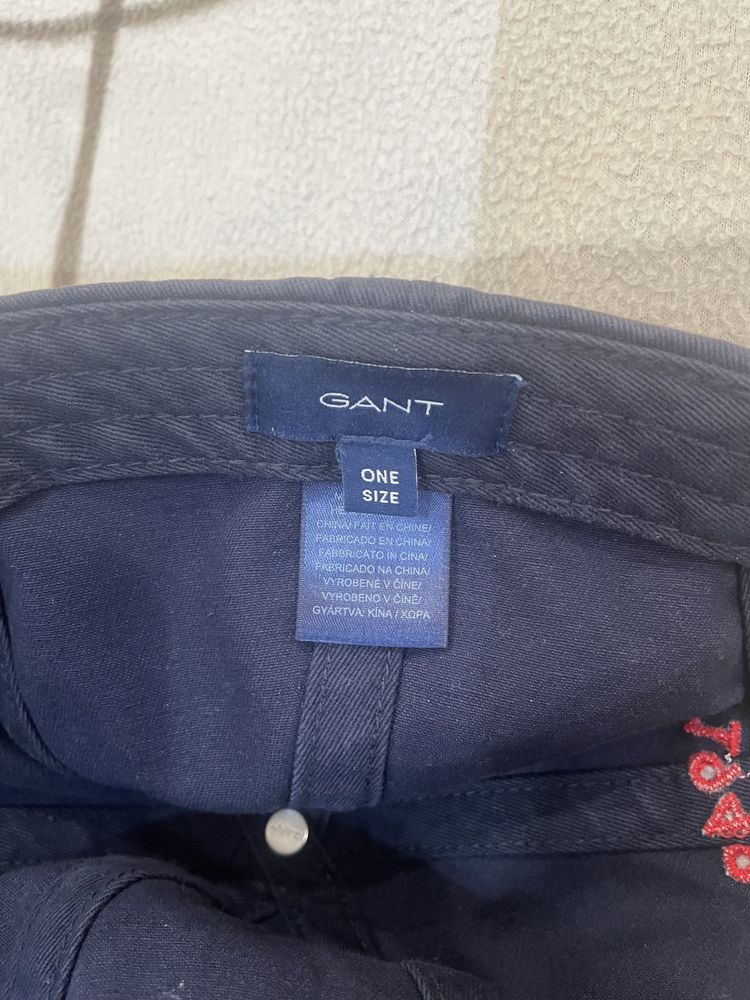 GANT
ONE
SIZE
CHINA/ FAIT EN CHINE/
FABRICADO EN CHINA/
FABBRICATO IN CINA/
FABRICADO NA CHINA/
VYROBENÉ V ČÍNE/
VYROBENO V ČÍNĚ/
GYÁRTVA: KÍNA / ΧΩΡΑ